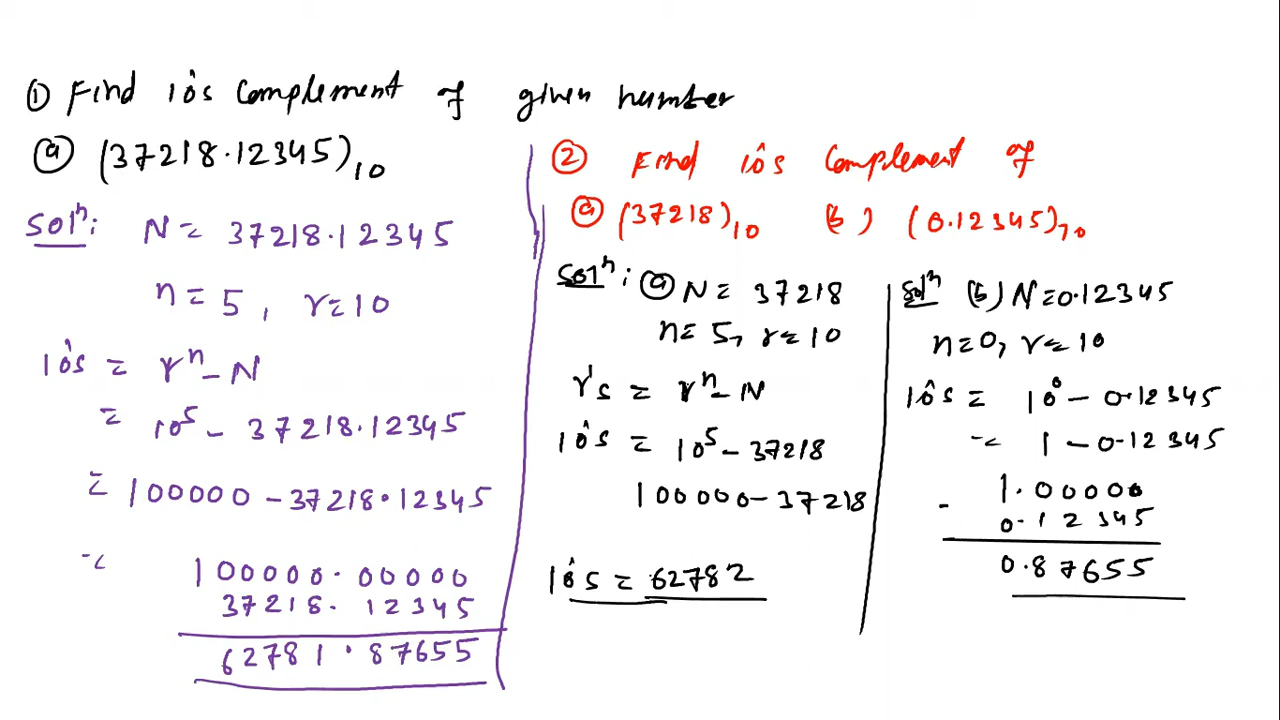 ① Find 10's complement of given number
ⓐ (37218.12345)₁₀
Solⁿ: N = 37218.12345
n = 5, r = 10
10's = rⁿ - N
= 10⁵ - 37218.12345
= 100000 - 37218.12345
= 100000.00000
37218.12345
62781.87655
② Find 10's complement of
ⓐ (37218)₁₀ (b) (0.12345)₁₀
Solⁿ: ⓐ N = 37218
n = 5, r = 10
r's = rⁿ - N
10's = 10⁵ - 37218
100000 - 37218
10's = 62782
Solⁿ (b) N = 0.12345
n = 0, r = 10
10's = 10⁰ - 0.12345
= 1 - 0.12345
1.00000
- 0.12345
0.87655